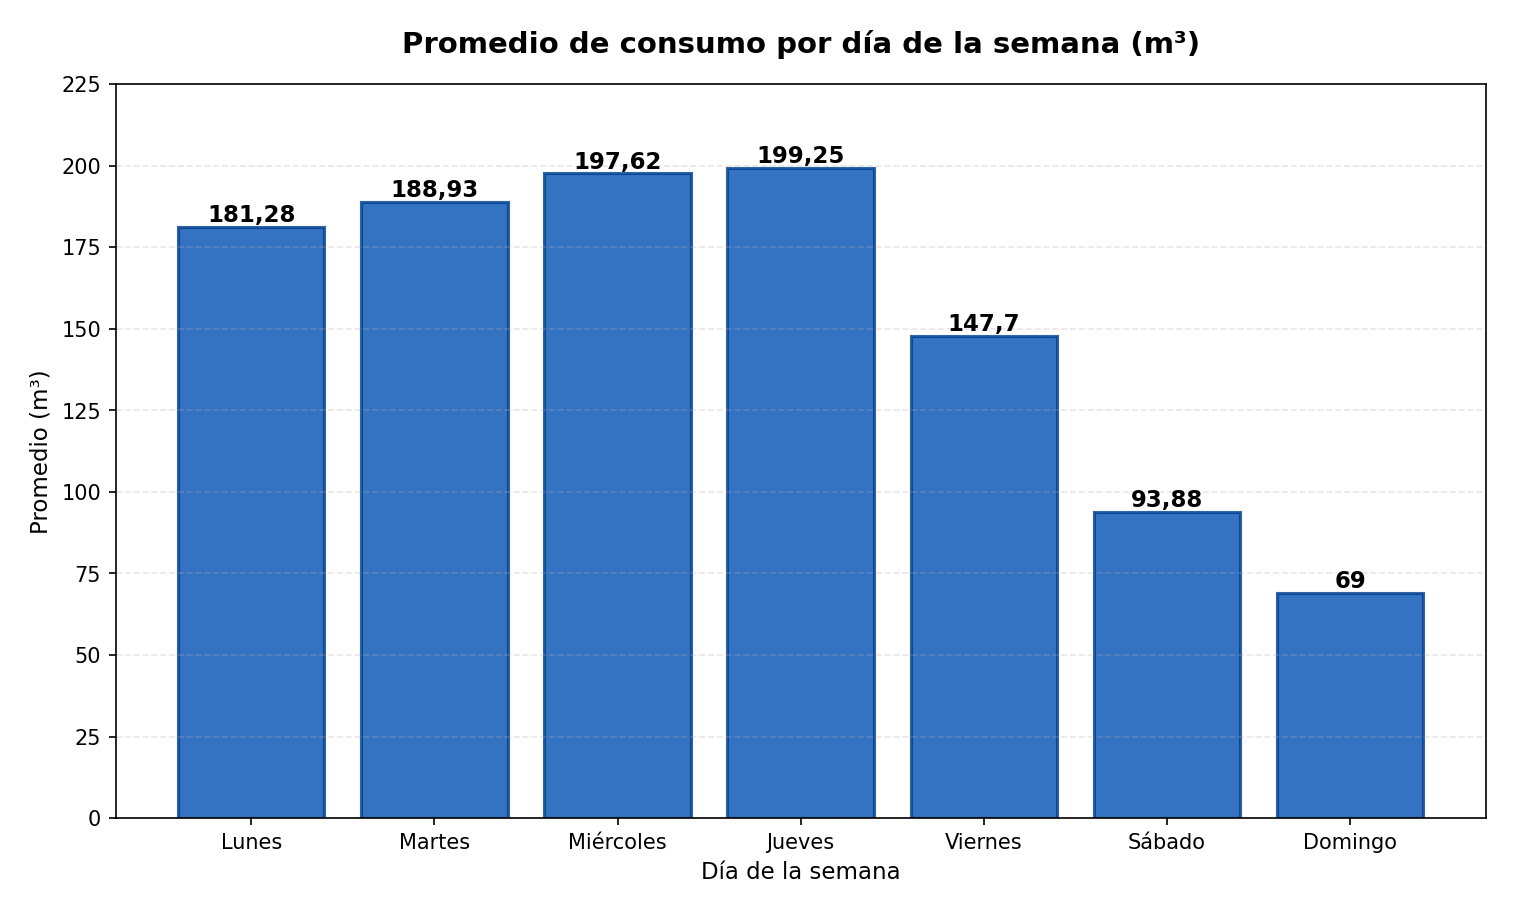 Promedio de consumo por día de la semana (m³)
225
200
175
150
125
100
75
50
25
0
Promedio (m³)
181,28
188,93
197,62
199,25
147,7
93,88
69
Lunes
Martes
Miércoles
Jueves
Viernes
Sábado
Domingo
Día de la semana